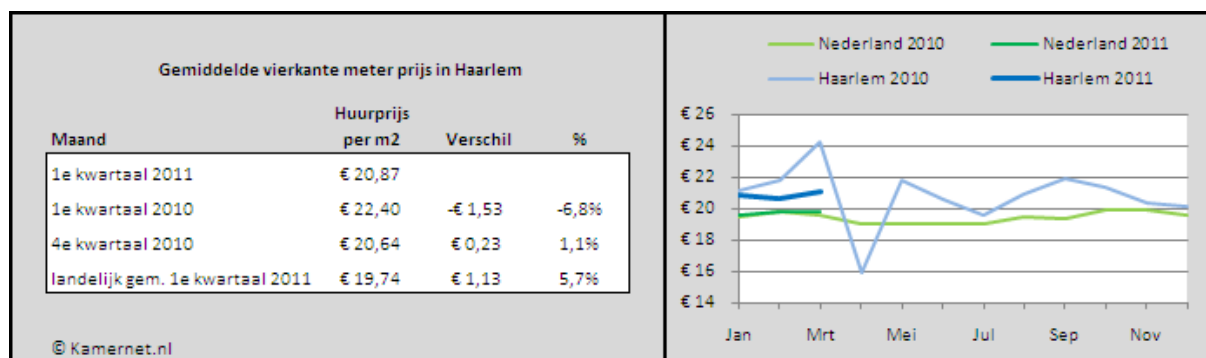 Gemiddelde vierkante meter prijs in Haarlem
Huurprijs
Maand per m2 Verschil %
1e kwartaal 2011 € 20,87
1e kwartaal 2010 € 22,40 -€ 1,53 -6,8%
4e kwartaal 2010 € 20,64 € 0,23 1,1%
landelijk gem. 1e kwartaal 2011 € 19,74 € 1,13 5,7%
© Kamernet.nl
Nederland 2010 Nederland 2011
Haarlem 2010 Haarlem 2011
€ 26
€ 24
€ 22
€ 20
€ 18
€ 16
€ 14
Jan Mrt Mei Jul Sep Nov